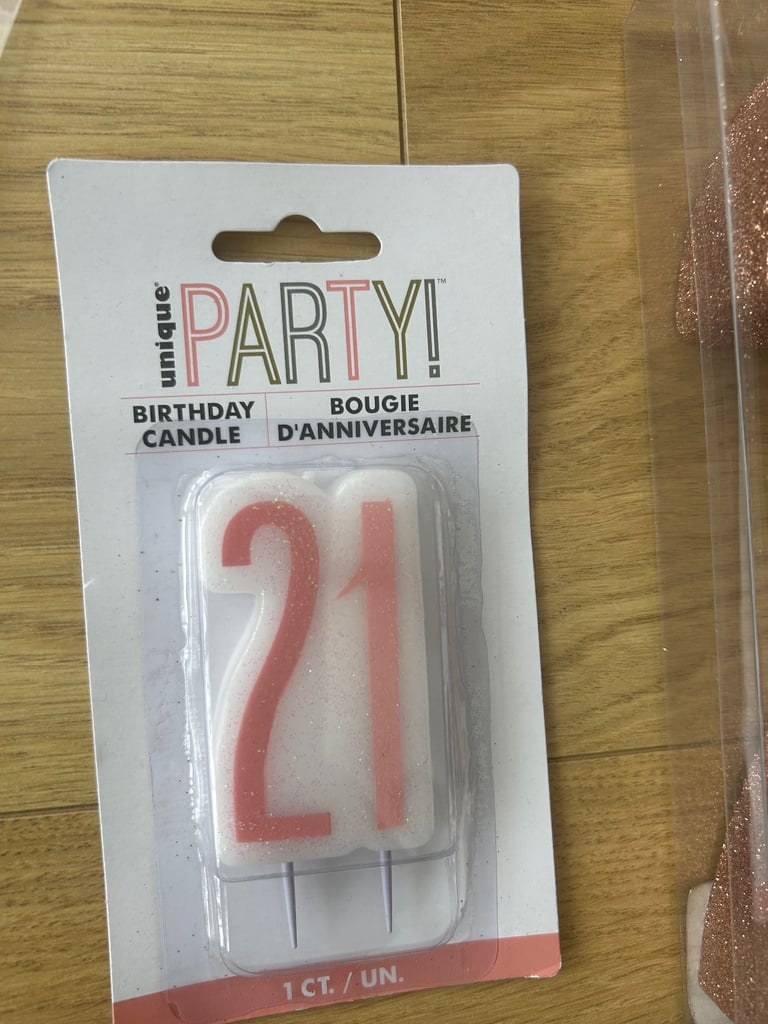 unique®
PARTY!™
BIRTHDAY
CANDLE
BOUGIE
D'ANNIVERSAIRE
21
1 CT. / UN.